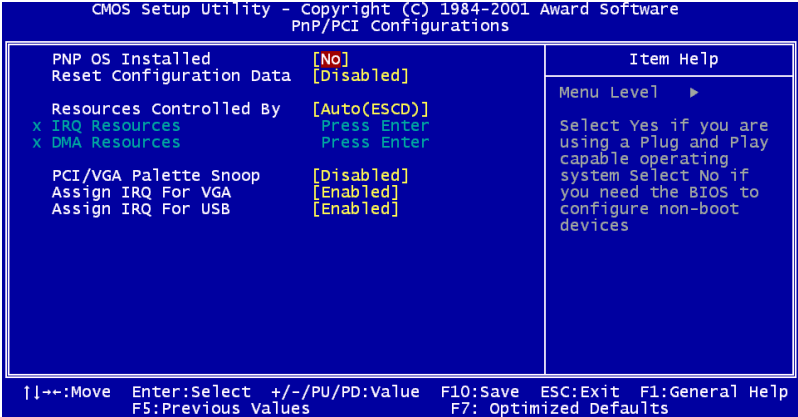 CMOS Setup Utility - Copyright (C) 1984-2001 Award Software
PnP/PCI Configurations
PNP OS Installed [No]
Reset Configuration Data [Disabled]
Resources Controlled By [Auto(ESCD)]
x IRQ Resources Press Enter
x DMA Resources Press Enter
PCI/VGA Palette Snoop [Disabled]
Assign IRQ For VGA [Enabled]
Assign IRQ For USB [Enabled]
Item Help
Menu Level ▶
Select Yes if you are
using a Plug and Play
capable operating
system Select No if
you need the BIOS to
configure non-boot
devices
↑↓→←:Move Enter:Select +/-/PU/PD:Value F10:Save ESC:Exit F1:General Help
F5:Previous Values F7: Optimized Defaults